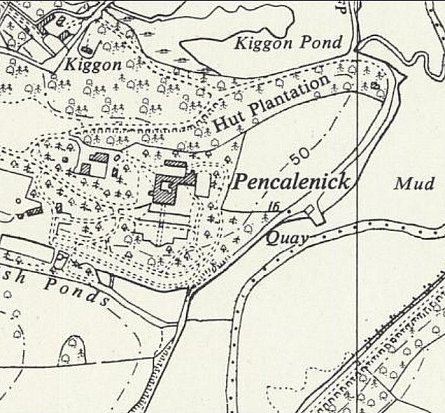 Kiggon Pond
Kiggon
Hut Plantation
50
Pencalenick
Mud
16
Quay
sh Ponds